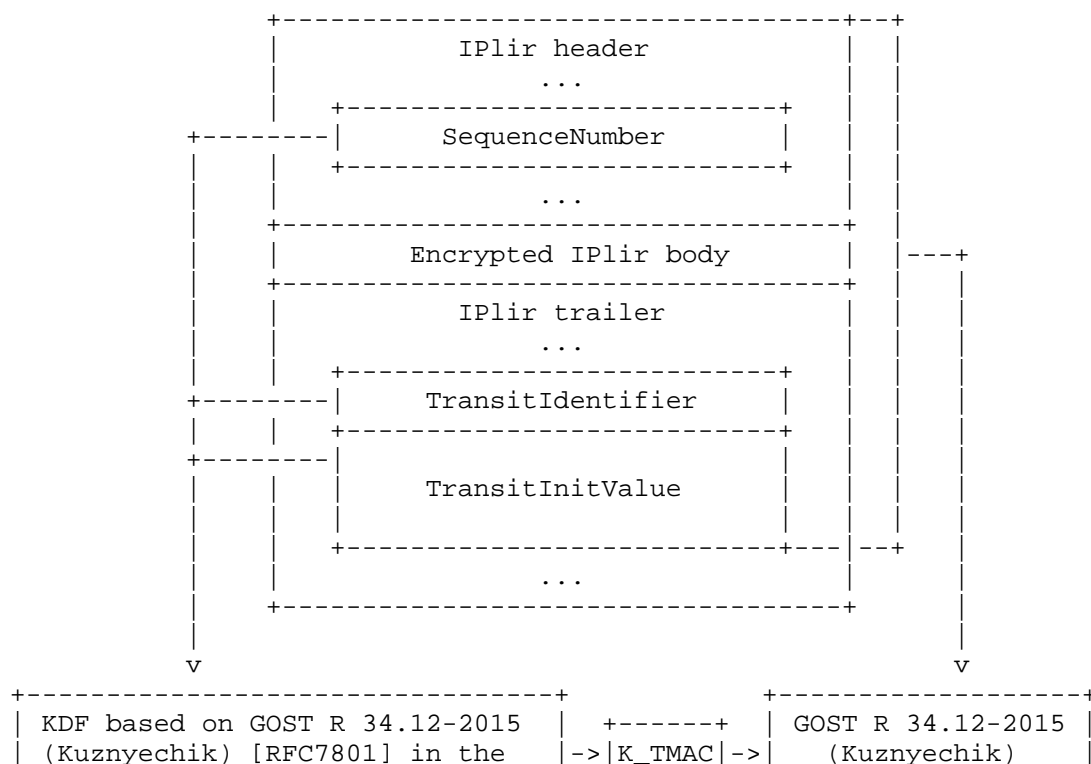 IPlir header
...
SequenceNumber
...
Encrypted IPlir body
IPlir trailer
...
TransitIdentifier
TransitInitValue
...
v v
KDF based on GOST R 34.12-2015 GOST R 34.12-2015
(Kuznyechik) [RFC7801] in the ->|K_TMAC|-> (Kuznyechik)